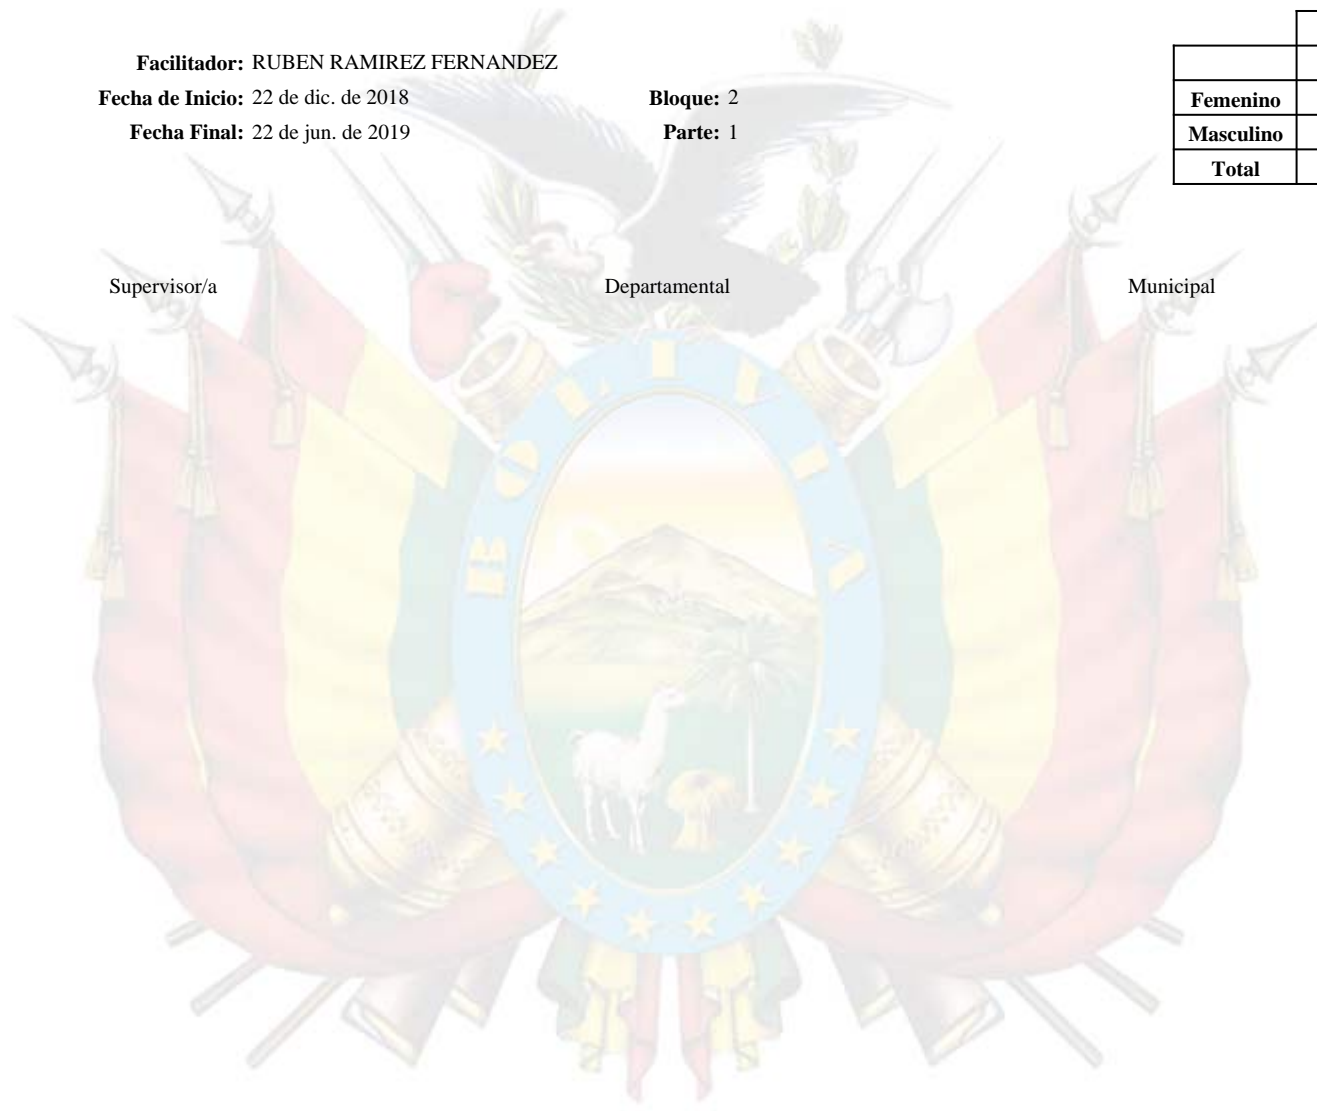 Facilitador: RUBEN RAMIREZ FERNANDEZ
Fecha de Inicio: 22 de dic. de 2018 Bloque: 2
Fecha Final: 22 de jun. de 2019 Parte: 1
Femenino
Masculino
Total
Supervisor/a Departamental Municipal
BOLIVIA